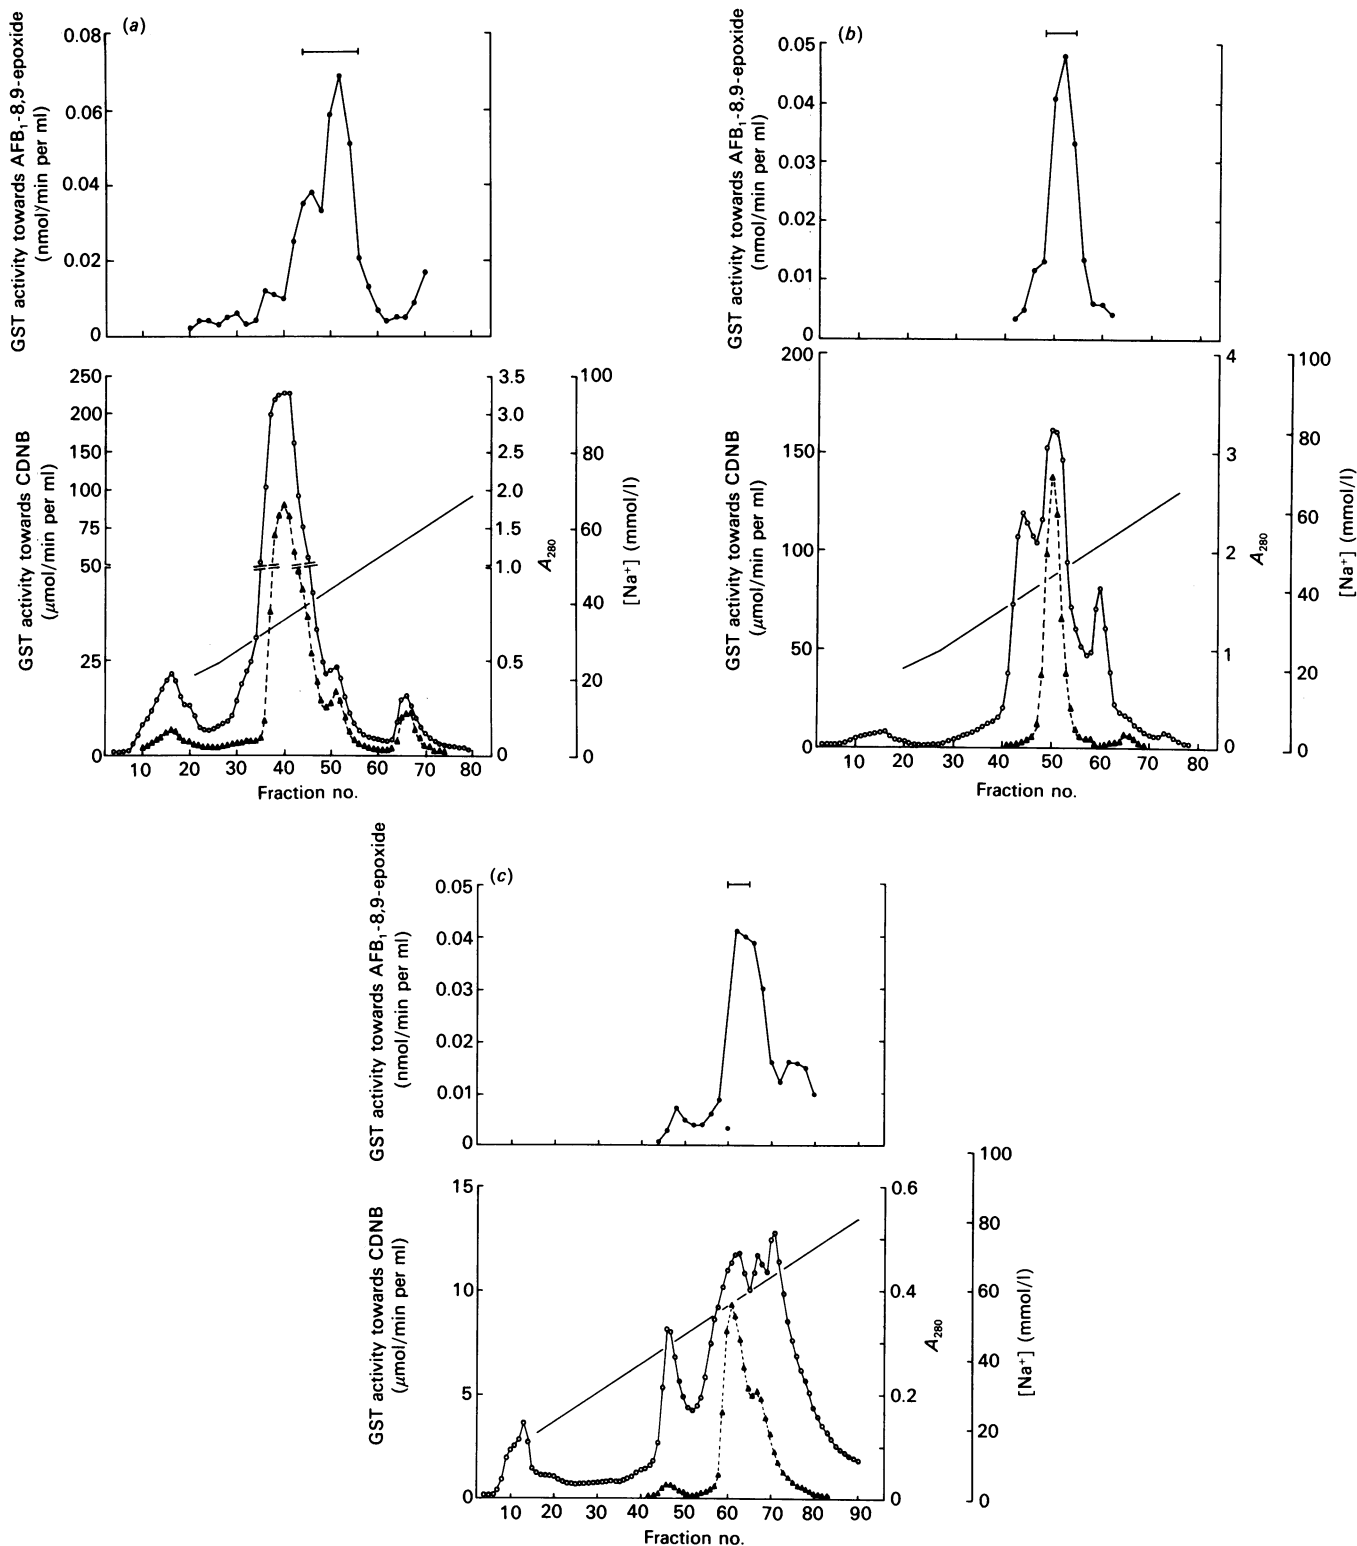 (a)
GST activity towards AFB₁-8,9-epoxide
(nmol/min per ml)
0.08
0.06
0.04
0.02
0
GST activity towards CDNB
(μmol/min per ml)
250
200
150
100
75
50
25
0
3.5
3.0
2.5
2.0
1.5
1.0
0.5
0
A₂₈₀
100
80
60
40
20
0
[Na⁺] (mmol/l)
10 20 30 40 50 60 70 80
Fraction no.
(b)
GST activity towards AFB₁-8,9-epoxide
(nmol/min per ml)
0.05
0.04
0.03
0.02
0.01
0
GST activity towards CDNB
(μmol/min per ml)
200
150
100
50
0
4
3
2
1
0
A₂₈₀
100
80
60
40
20
0
[Na⁺] (mmol/l)
10 20 30 40 50 60 70 80
Fraction no.
(c)
GST activity towards AFB₁-8,9-epoxide
(nmol/min per ml)
0.05
0.04
0.03
0.02
0.01
0
GST activity towards CDNB
(μmol/min per ml)
15
10
5
0
0.6
0.4
0.2
0
A₂₈₀
100
80
60
40
20
0
[Na⁺] (mmol/l)
10 20 30 40 50 60 70 80 90
Fraction no.